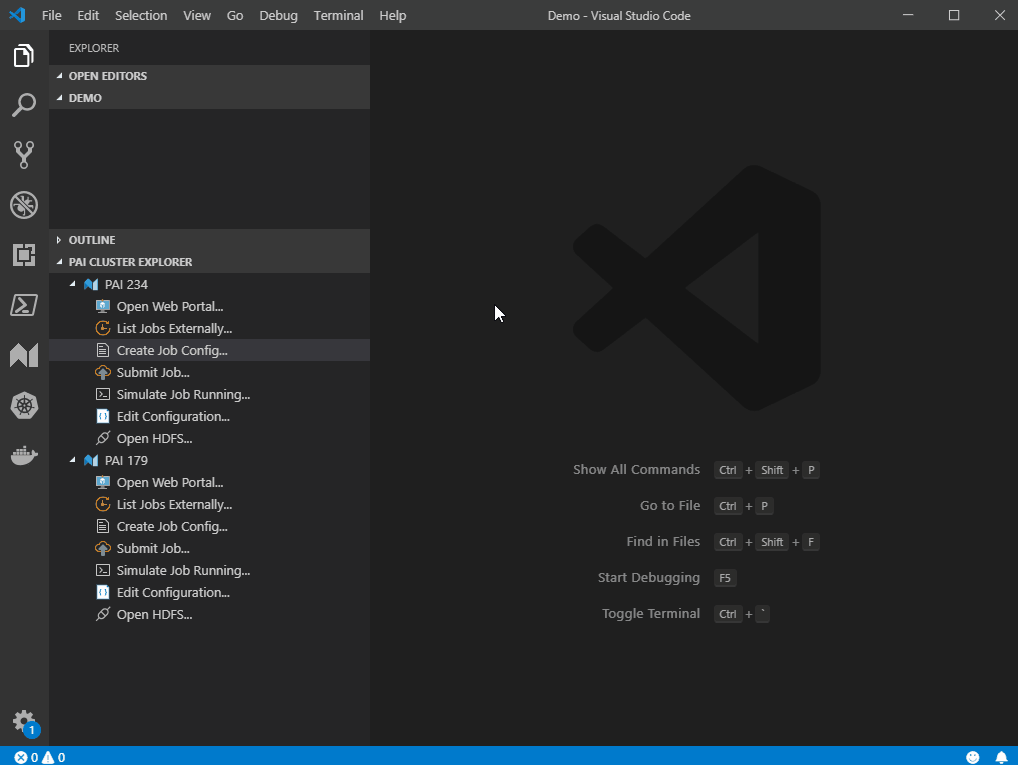 File Edit Selection View Go Debug Terminal Help
Demo - Visual Studio Code
EXPLORER
OPEN EDITORS
DEMO
OUTLINE
PAI CLUSTER EXPLORER
PAI 234
Open Web Portal...
List Jobs Externally...
Create Job Config...
Submit Job...
Simulate Job Running...
Edit Configuration...
Open HDFS...
PAI 179
Open Web Portal...
List Jobs Externally...
Create Job Config...
Submit Job...
Simulate Job Running...
Edit Configuration...
Open HDFS...
Show All Commands Ctrl + Shift + P
Go to File Ctrl + P
Find in Files Ctrl + Shift + F
Start Debugging F5
Toggle Terminal Ctrl + `
1
0 0